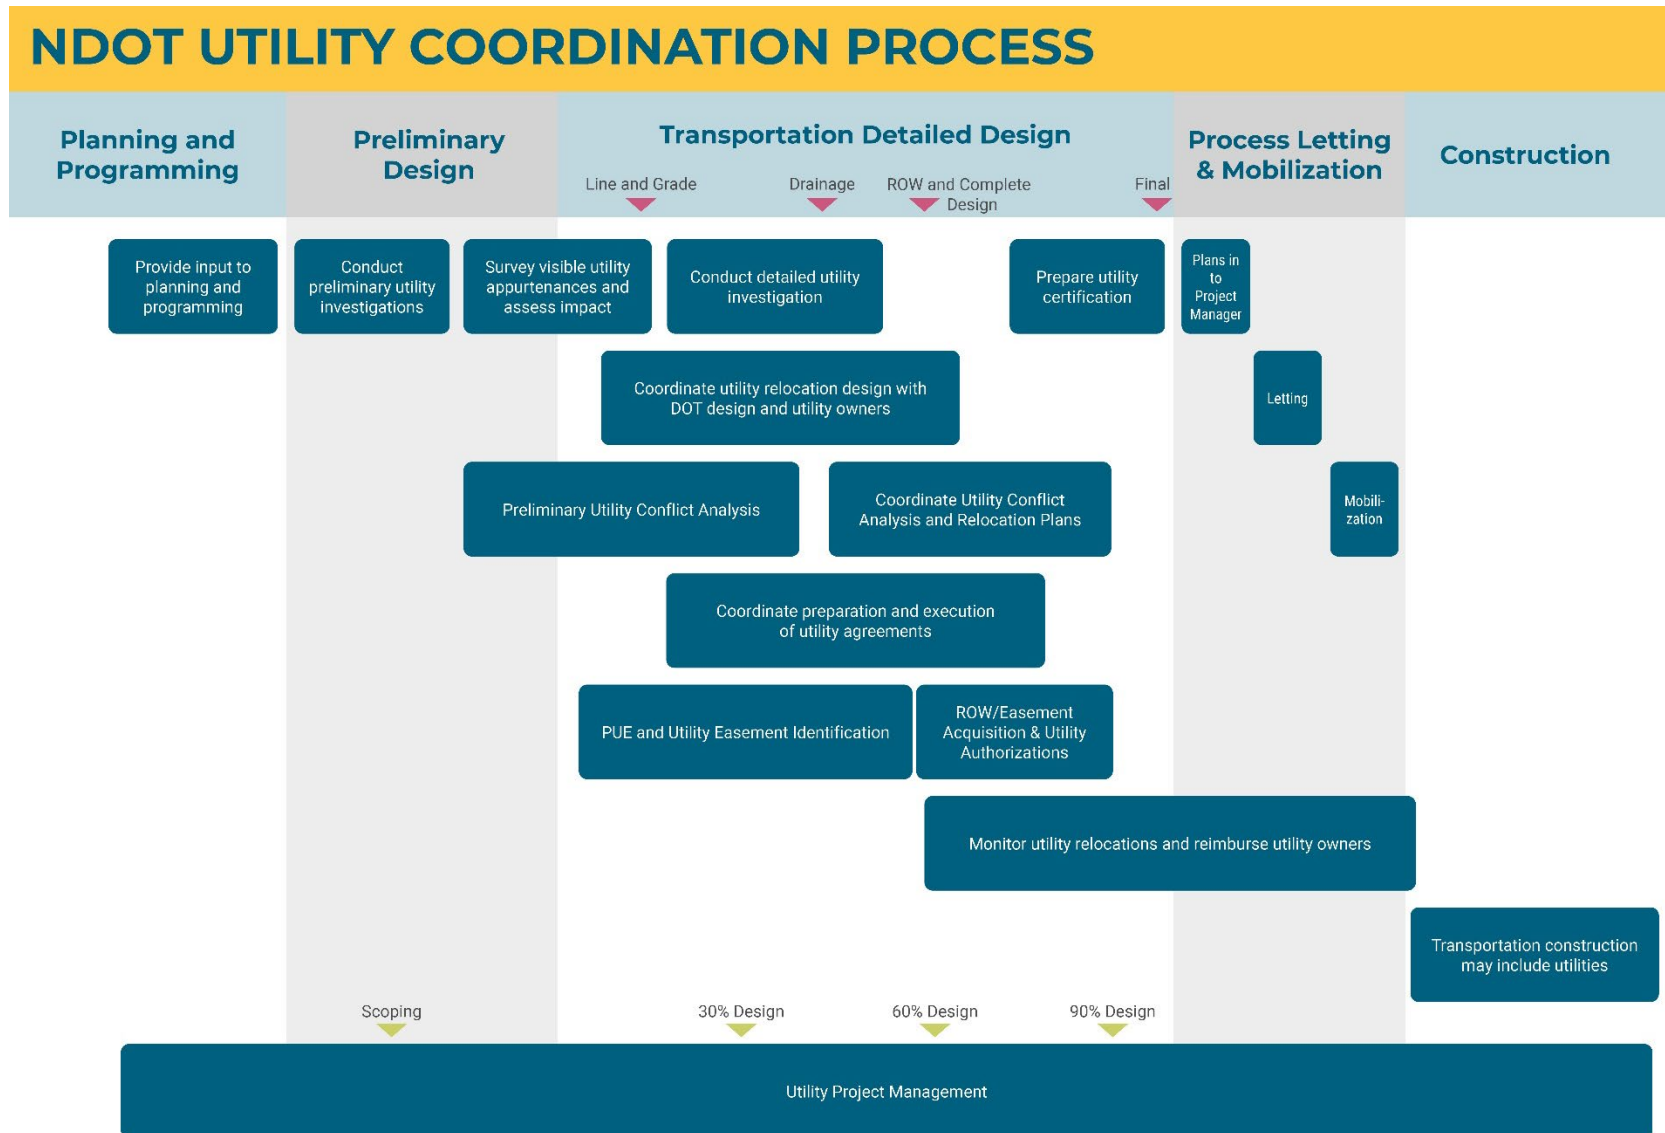 NDOT UTILITY COORDINATION PROCESS
Planning and
Programming
Preliminary
Design
Transportation Detailed Design
Line and Grade
Drainage
ROW and Complete
Design
Final
Process Letting
& Mobilization
Construction
Provide input to
planning and
programming
Conduct
preliminary utility
investigations
Survey visible utility
appurtenances and
assess impact
Conduct detailed utility
investigation
Prepare utility
certification
Plans in
to
Project
Manager
Coordinate utility relocation design with
DOT design and utility owners
Letting
Preliminary Utility Conflict Analysis
Coordinate Utility Conflict
Analysis and Relocation Plans
Mobili-
zation
Coordinate preparation and execution
of utility agreements
PUE and Utility Easement Identification
ROW/Easement
Acquisition & Utility
Authorizations
Monitor utility relocations and reimburse utility owners
Transportation construction
may include utilities
Scoping
30% Design
60% Design
90% Design
Utility Project Management